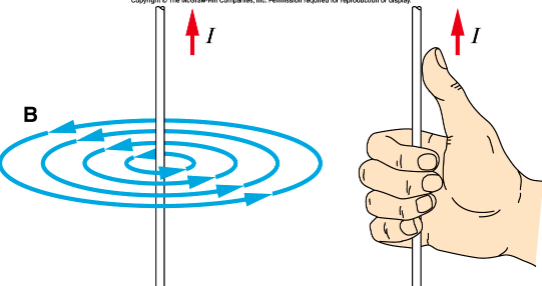 Copyright © The McGraw-Hill Companies, Inc. Permission required for reproduction or display.
I
I
B